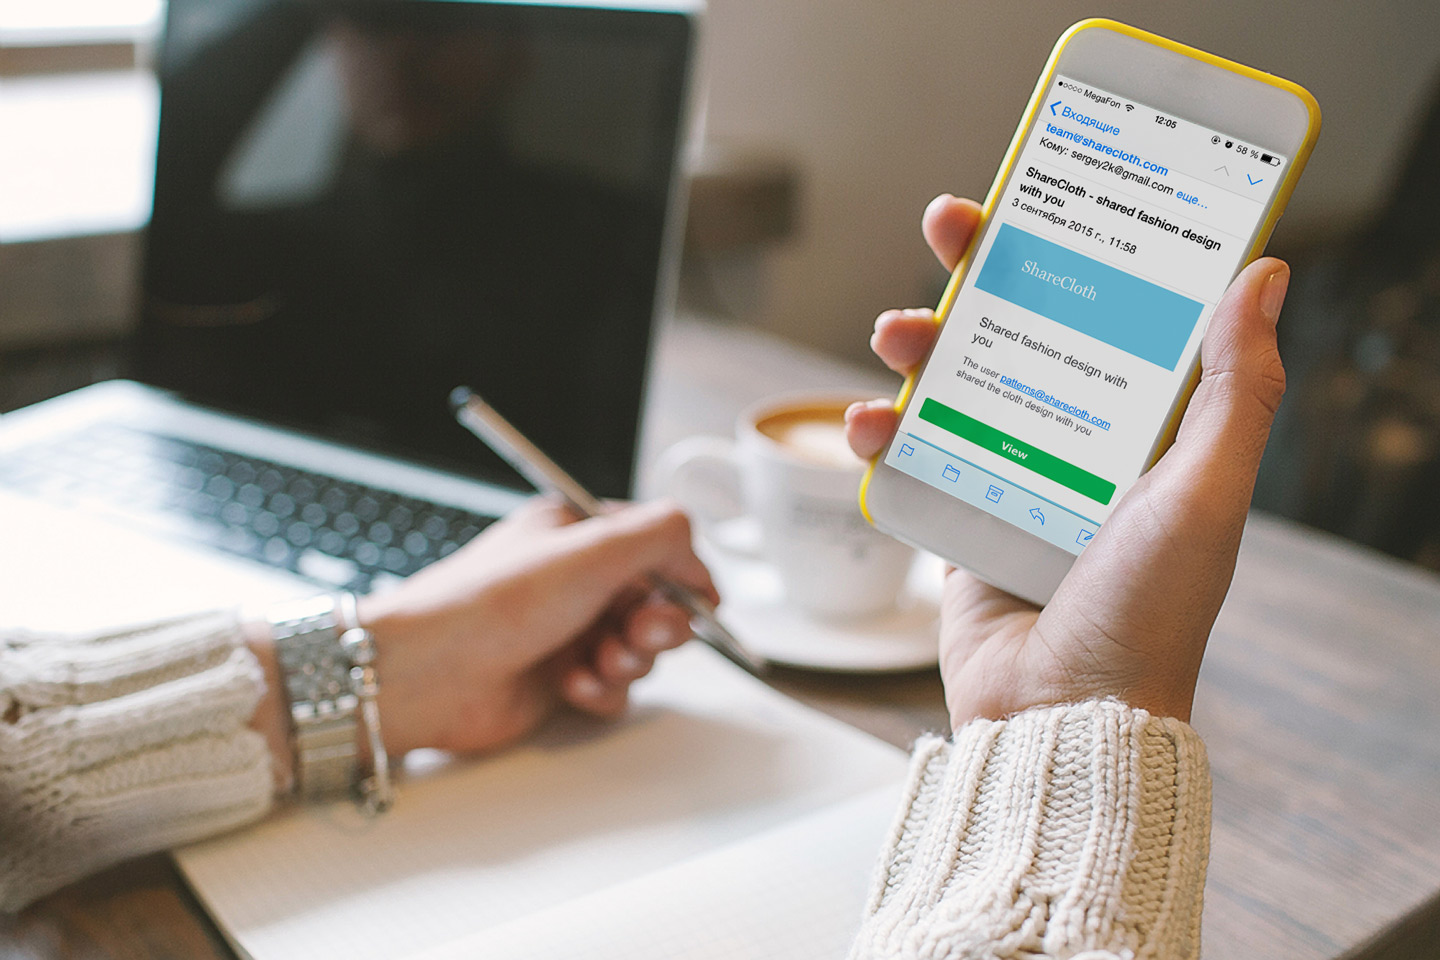 MegaFon 12:05 58 %
Входящие
team@sharecloth.com
Кому: sergey2k@gmail.com еще...
ShareCloth - shared fashion design
with you
3 сентября 2015 г., 11:58
ShareCloth
Shared fashion design with
you
The user patterns@sharecloth.com
shared the cloth design with you
View